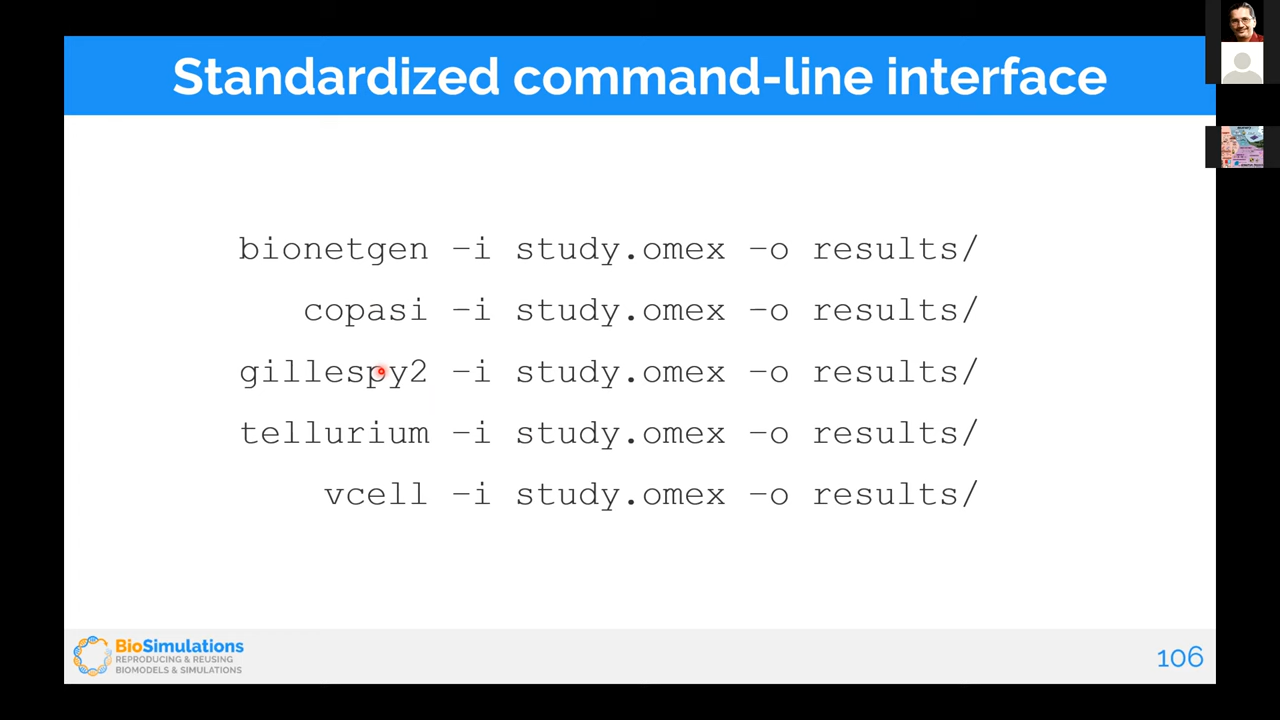 Standardized command-line interface
bionetgen -i study.omex -o results/
copasi -i study.omex -o results/
gillespy2 -i study.omex -o results/
tellurium -i study.omex -o results/
vcell -i study.omex -o results/
BioSimulations
REPRODUCING & REUSING
BIOMODELS & SIMULATIONS
106